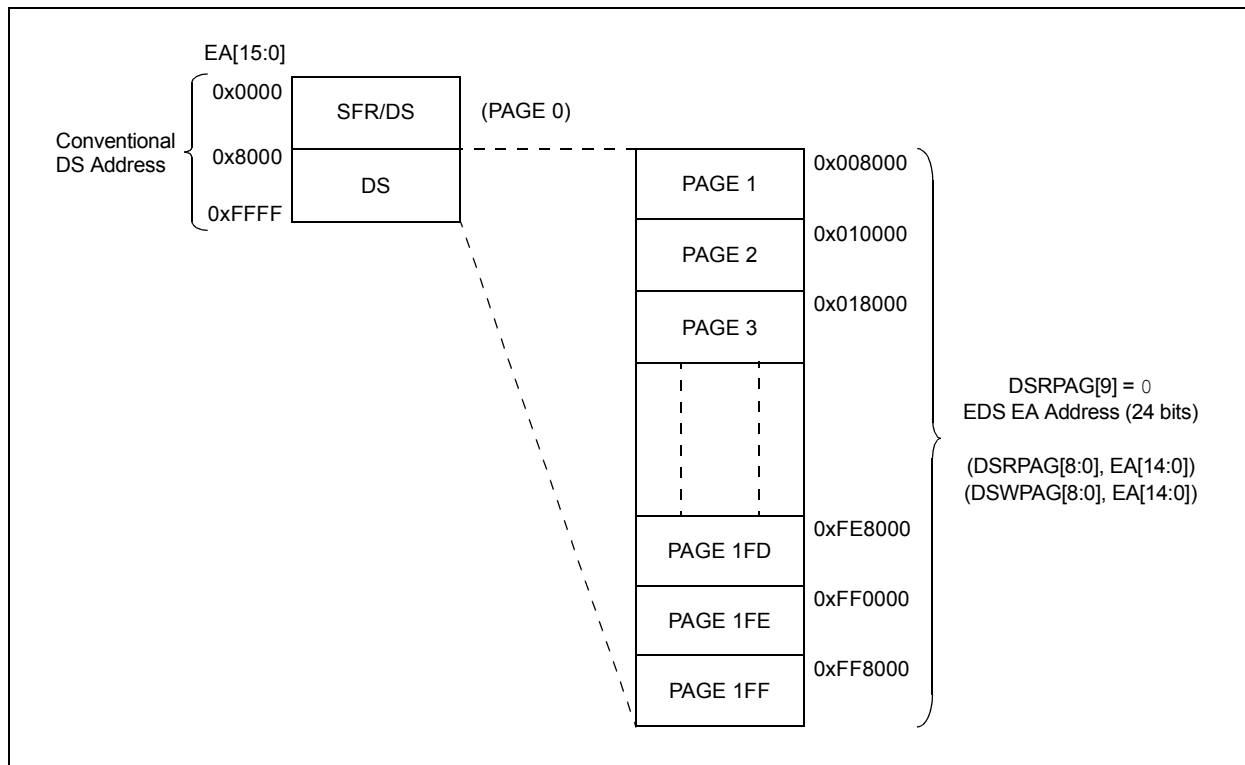 EA[15:0]
0x0000
SFR/DS
(PAGE 0)
Conventional
DS Address
0x8000
DS
0xFFFF
PAGE 1
0x008000
PAGE 2
0x010000
PAGE 3
0x018000
DSRPAG[9] = 0
EDS EA Address (24 bits)
(DSRPAG[8:0], EA[14:0])
(DSWPAG[8:0], EA[14:0])
PAGE 1FD
0xFE8000
PAGE 1FE
0xFF0000
PAGE 1FF
0xFF8000